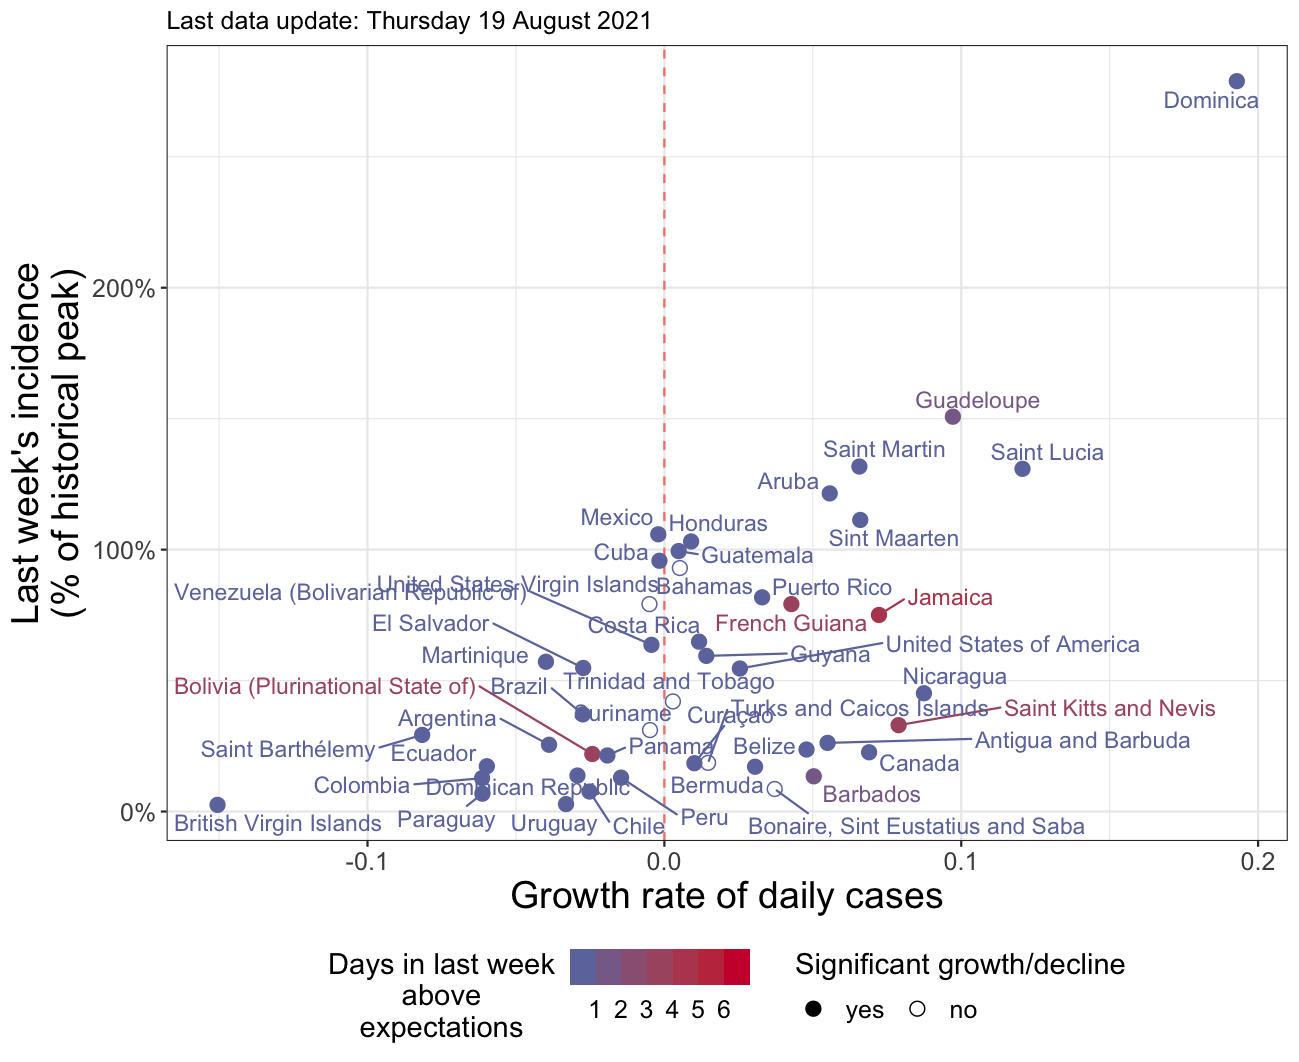 Last data update: Thursday 19 August 2021
Last week's incidence
(% of historical peak)
200%
100%
0%
Dominica
Guadeloupe
Saint Martin
Saint Lucia
Aruba
Sint Maarten
Mexico
Honduras
Cuba
Guatemala
United States Virgin Islands
Bahamas
Puerto Rico
Venezuela (Bolivarian Republic of)
Jamaica
El Salvador
Costa Rica
French Guiana
Martinique
Guyana
United States of America
Bolivia (Plurinational State of)
Brazil
Trinidad and Tobago
Nicaragua
Argentina
Suriname
Curaçao
Turks and Caicos Islands
Saint Kitts and Nevis
Saint Barthélemy
Ecuador
Panama
Belize
Antigua and Barbuda
Canada
Colombia
Dominican Republic
Bermuda
Barbados
British Virgin Islands
Paraguay
Uruguay
Chile
Peru
Bonaire, Sint Eustatius and Saba
-0.1
0.0
0.1
0.2
Growth rate of daily cases
Days in last week
above
expectations
1 2 3 4 5 6
Significant growth/decline
yes
no